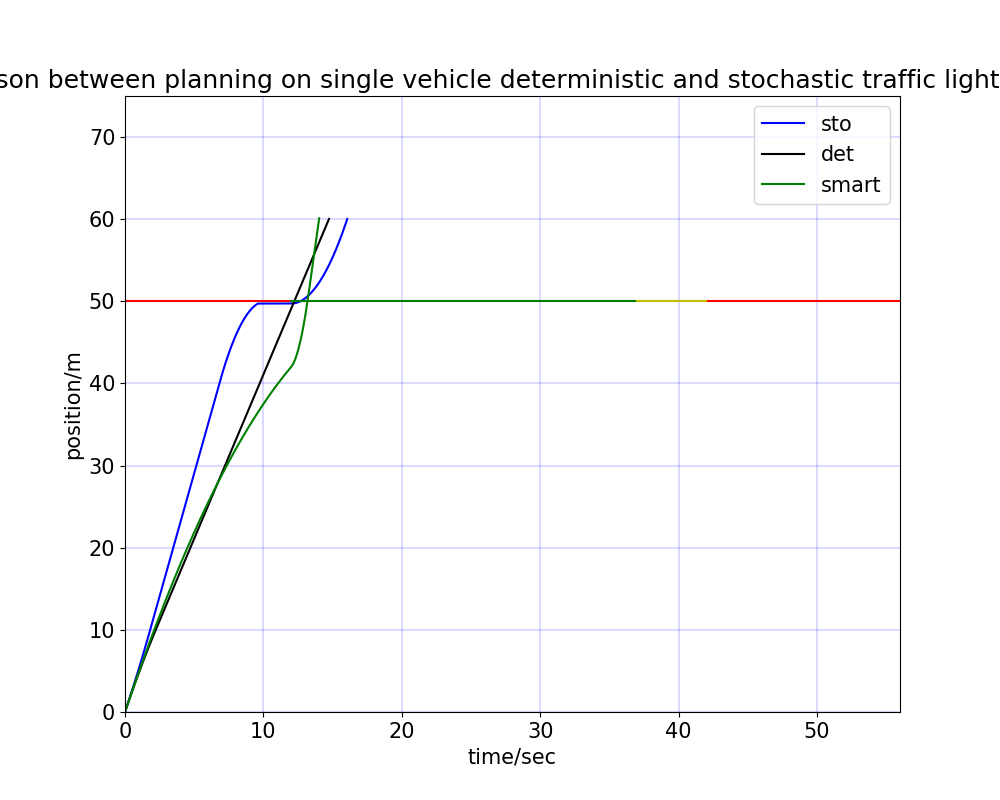 son between planning on single vehicle deterministic and stochastic traffic light
sto
det
smart
70
60
50
40
30
20
10
0
position/m
0 10 20 30 40 50
time/sec